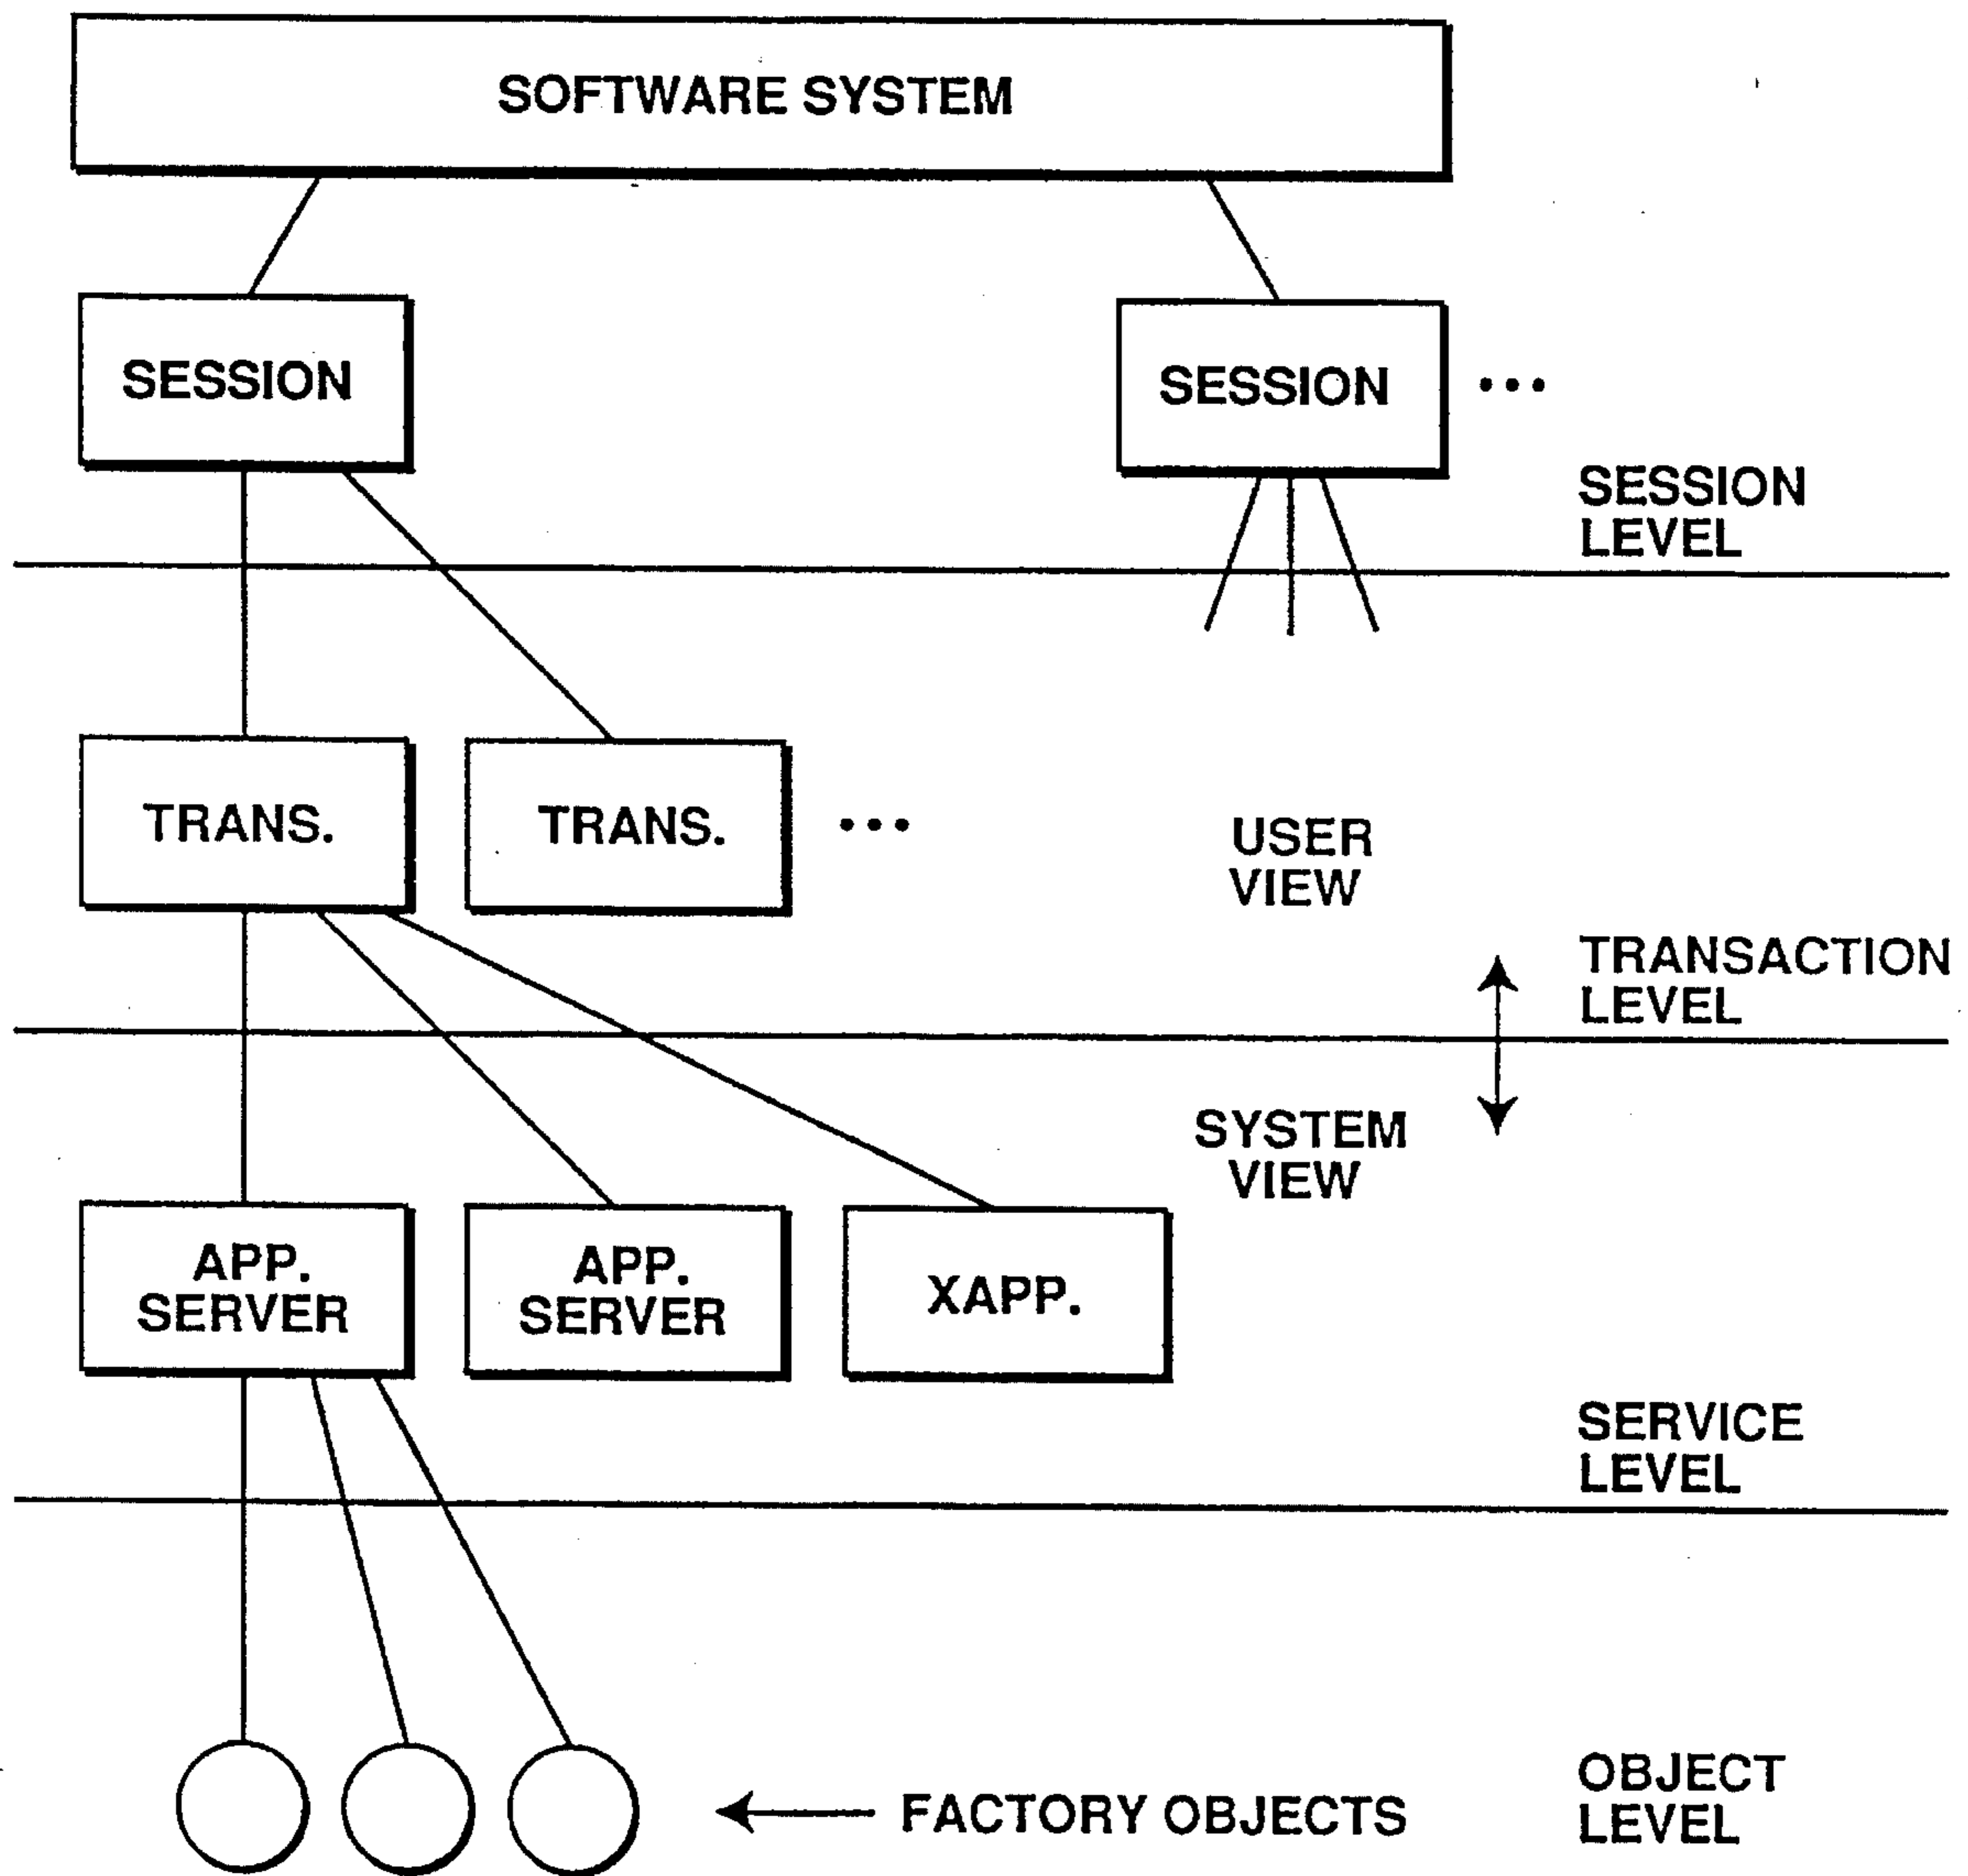 SOFTWARE SYSTEM
SESSION
SESSION
•••
SESSION
LEVEL
TRANS.
TRANS.
•••
USER
VIEW
TRANSACTION
LEVEL
SYSTEM
VIEW
APP.
SERVER
APP.
SERVER
XAPP.
SERVICE
LEVEL
FACTORY OBJECTS
OBJECT
LEVEL